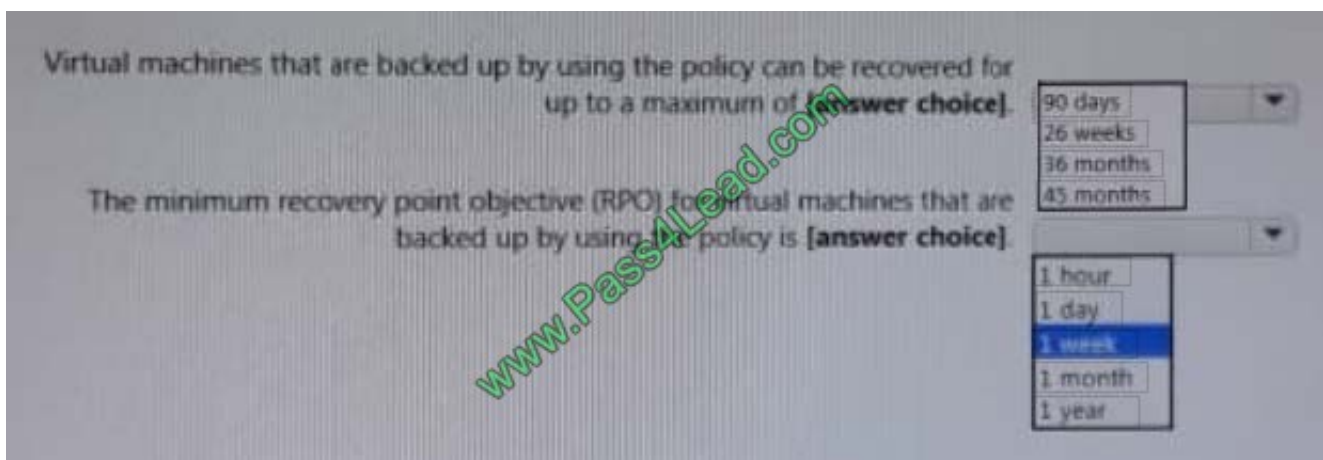 Virtual machines that are backed up by using the policy can be recovered for
up to a maximum of [answer choice].
90 days
26 weeks
36 months
45 months
The minimum recovery point objective (RPO) for virtual machines that are
backed up by using the policy is [answer choice].
1 hour
1 day
1 week
1 month
1 year
www.Pass4Lead.com